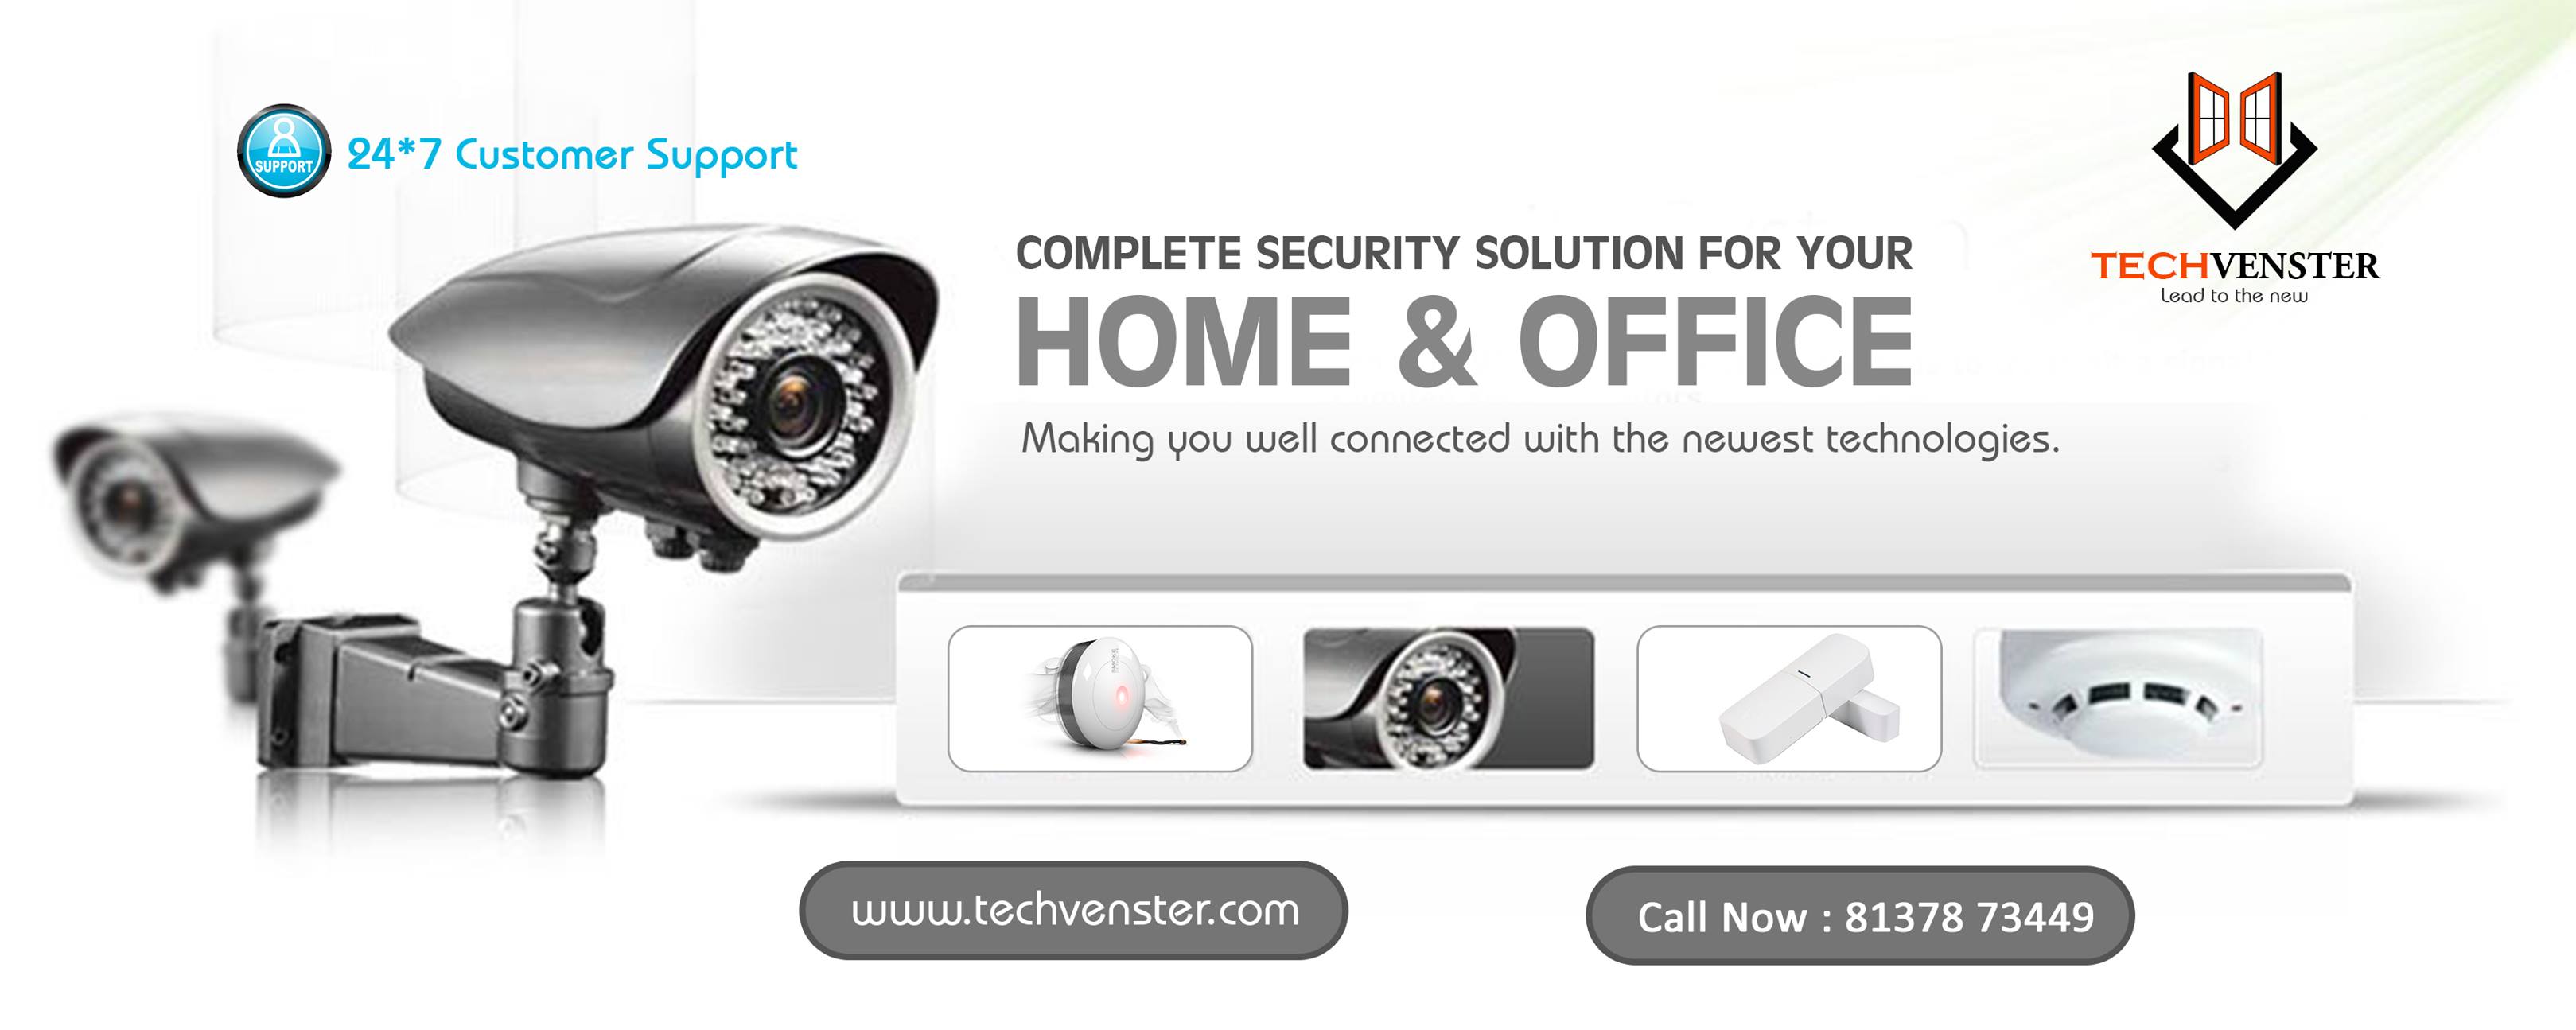 SUPPORT
24*7 Customer Support
TECHVENSTER
Lead to the new
COMPLETE SECURITY SOLUTION FOR YOUR
HOME & OFFICE
Making you well connected with the newest technologies.
www.techvenster.com
Call Now : 81378 73449